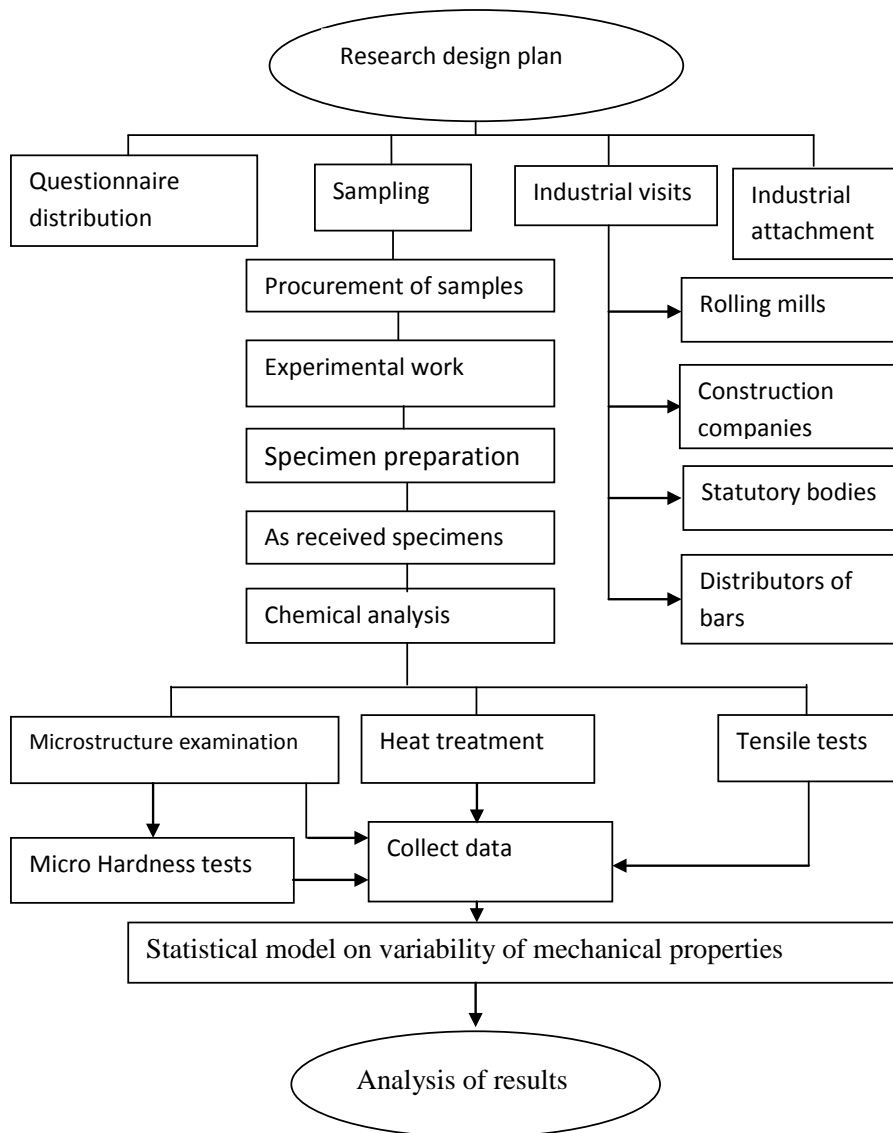 Research design plan
Questionnaire
distribution
Sampling
Industrial visits
Industrial
attachment
Procurement of samples
Rolling mills
Experimental work
Construction
companies
Specimen preparation
Statutory bodies
As received specimens
Distributors of
bars
Chemical analysis
Microstructure examination
Heat treatment
Tensile tests
Micro Hardness tests
Collect data
Statistical model on variability of mechanical properties
Analysis of results